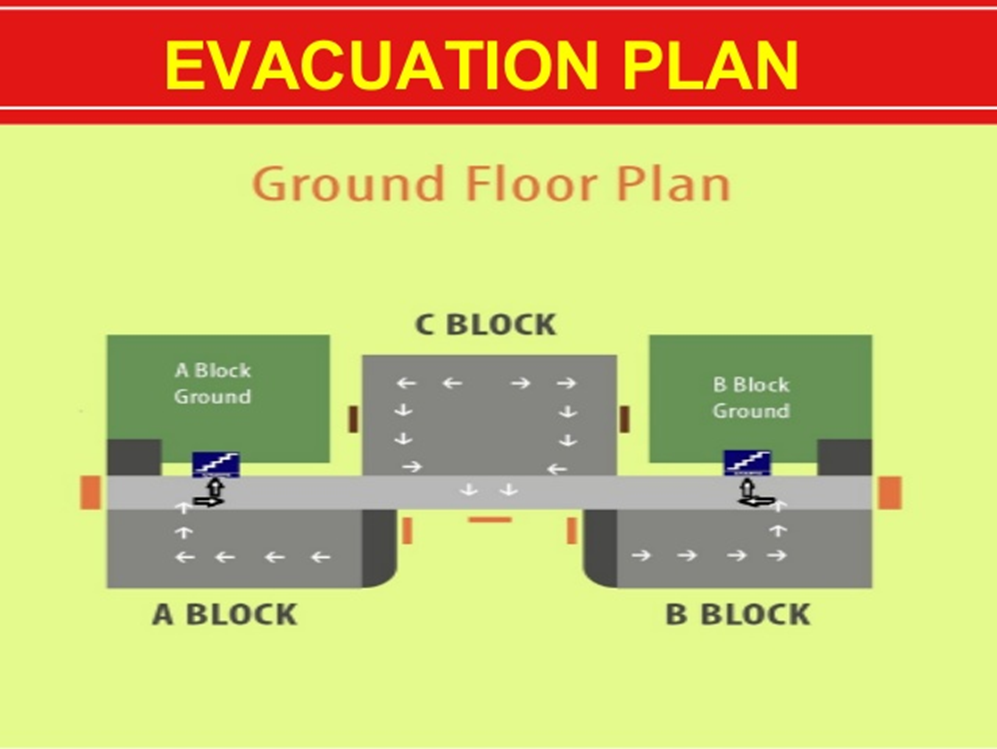 EVACUATION PLAN
Ground Floor Plan
C BLOCK
A Block
Ground
B Block
Ground
A BLOCK
B BLOCK